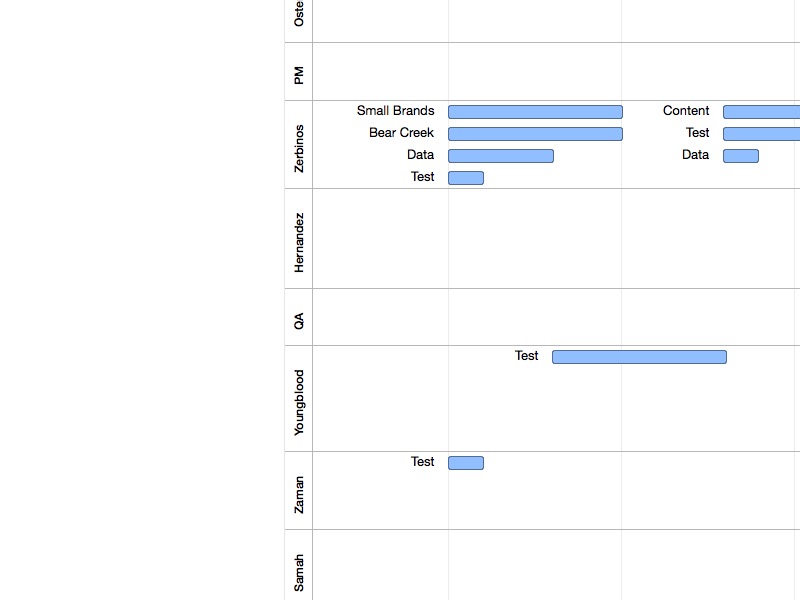 Oste
PM
Small Brands Content
Bear Creek Test
Zerbinos
Data Data
Test
Hernandez
QA
Test
Youngblood
Test
Zaman
Samah